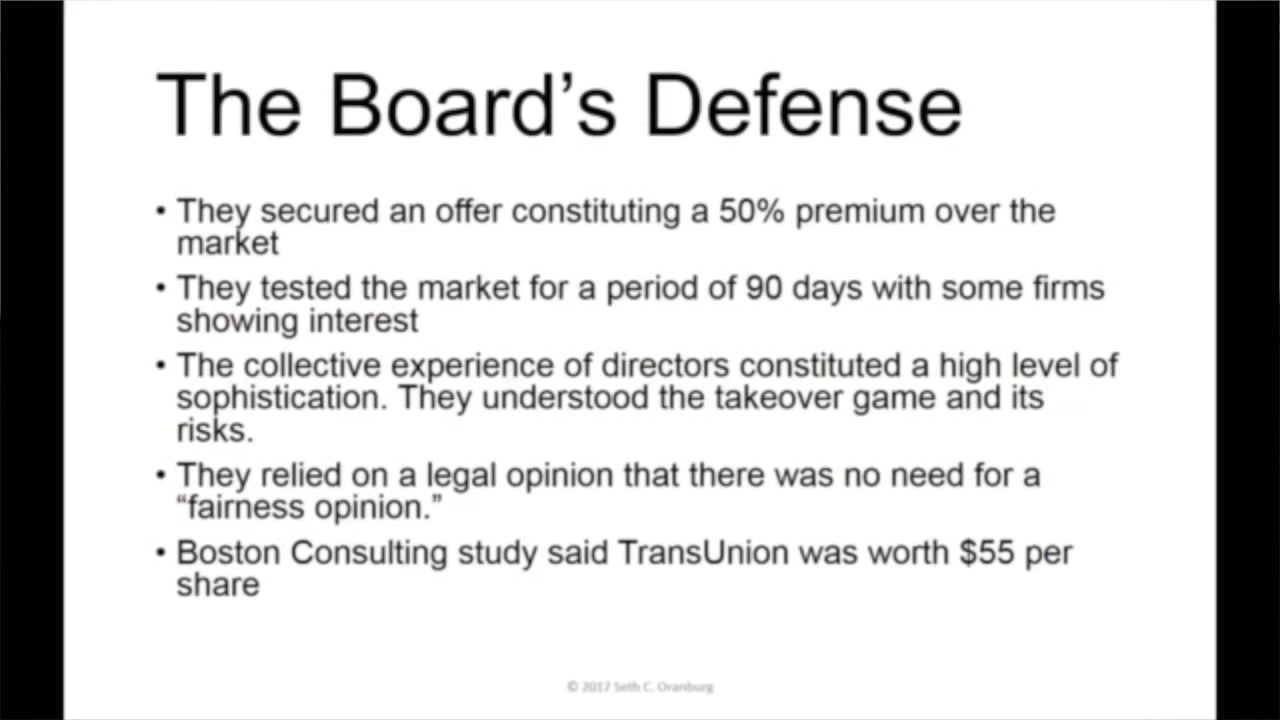 The Board’s Defense
• They secured an offer constituting a 50% premium over the
market
• They tested the market for a period of 90 days with some firms
showing interest
• The collective experience of directors constituted a high level of
sophistication. They understood the takeover game and its
risks.
• They relied on a legal opinion that there was no need for a
“fairness opinion.”
• Boston Consulting study said TransUnion was worth $55 per
share
© 2017 Seth C. Oranburg